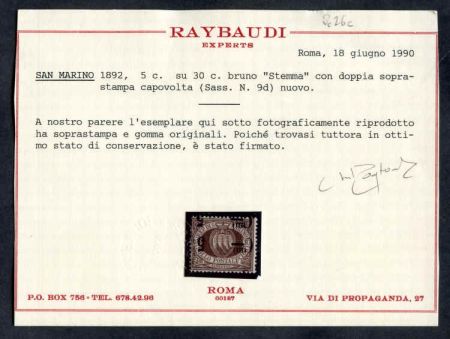 Sc26c
RAYBAUDI
EXPERTS
Roma, 18 giugno 1990
SAN MARINO 1892, 5 c. su 30 c. bruno "Stemma" con doppia sopra-
stampa capovolta (Sass. N. 9d) nuovo.
A nostro parere l'esemplare qui sotto fotograficamente riprodotto
ha soprastampa e gomma originali. Poiché trovasi tuttora in otti-
mo stato di conservazione, è stato firmato.
POSTALE
ROMA
P.O. BOX 756 - TEL. 678.42.96
00187
VIA DI PROPAGANDA, 27